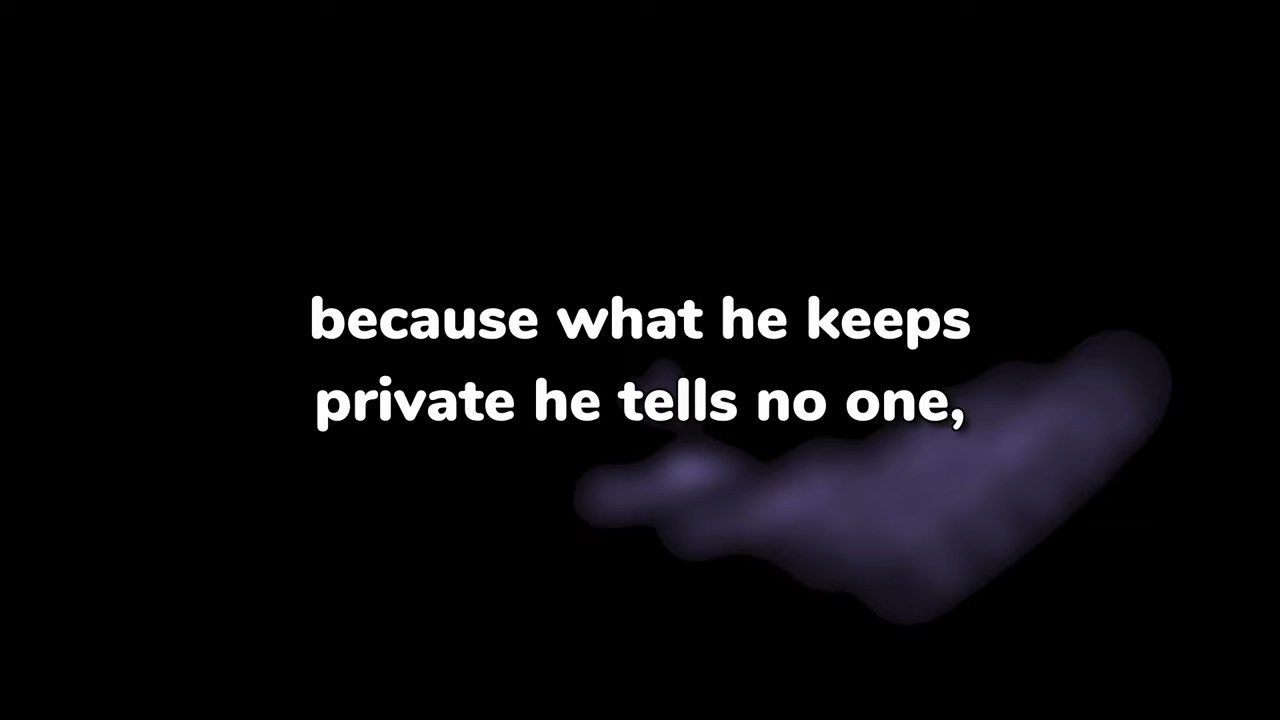 because what he keeps
private he tells no one,